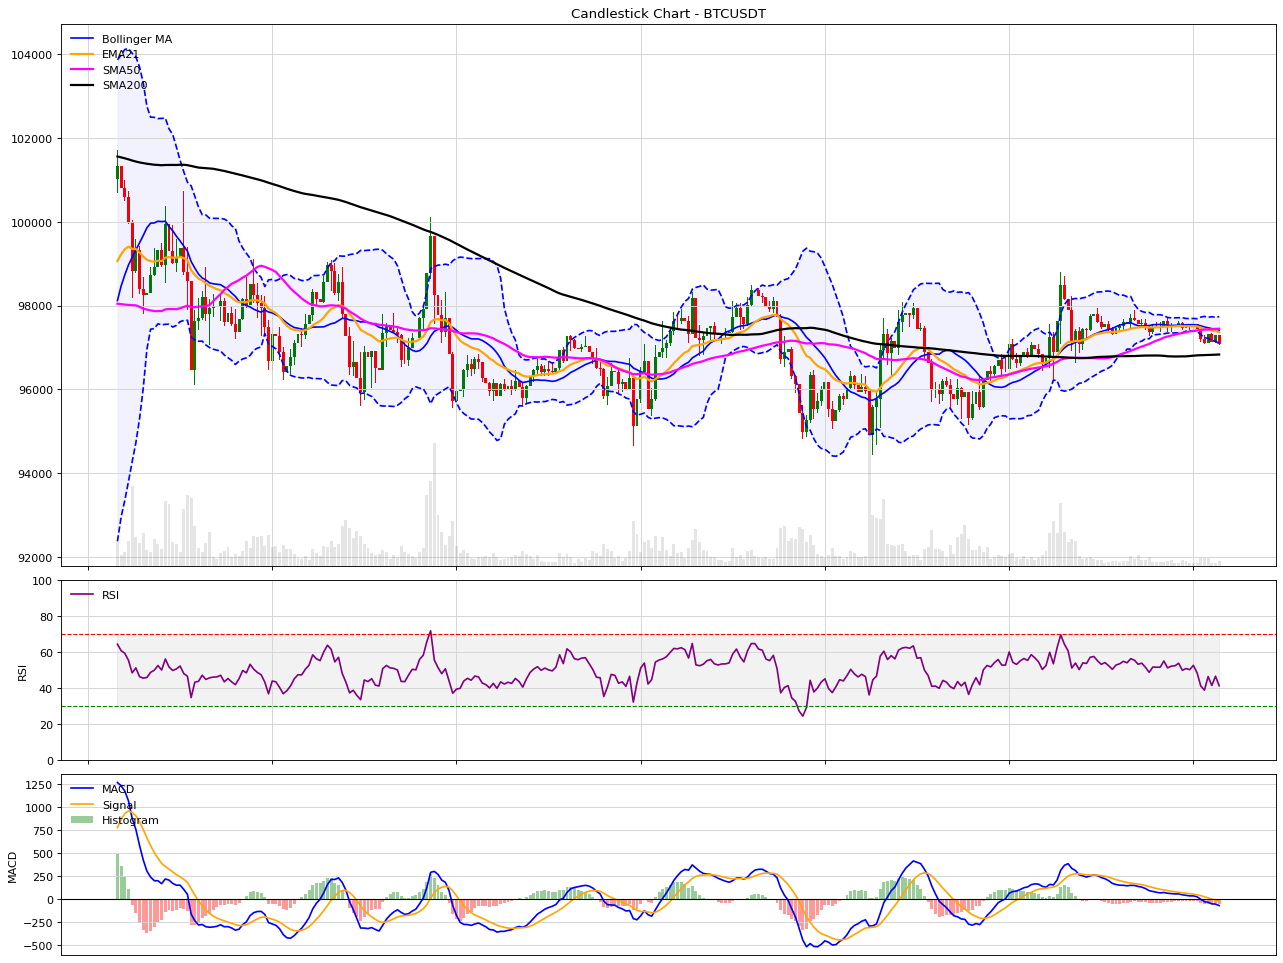 Candlestick Chart - BTCUSDT
Bollinger MA
EMA21
SMA50
SMA200
104000
102000
100000
98000
96000
94000
92000
RSI
100
80
60
40
20
0
RSI
MACD
Signal
Histogram
1250
1000
750
500
250
0
−250
−500
MACD